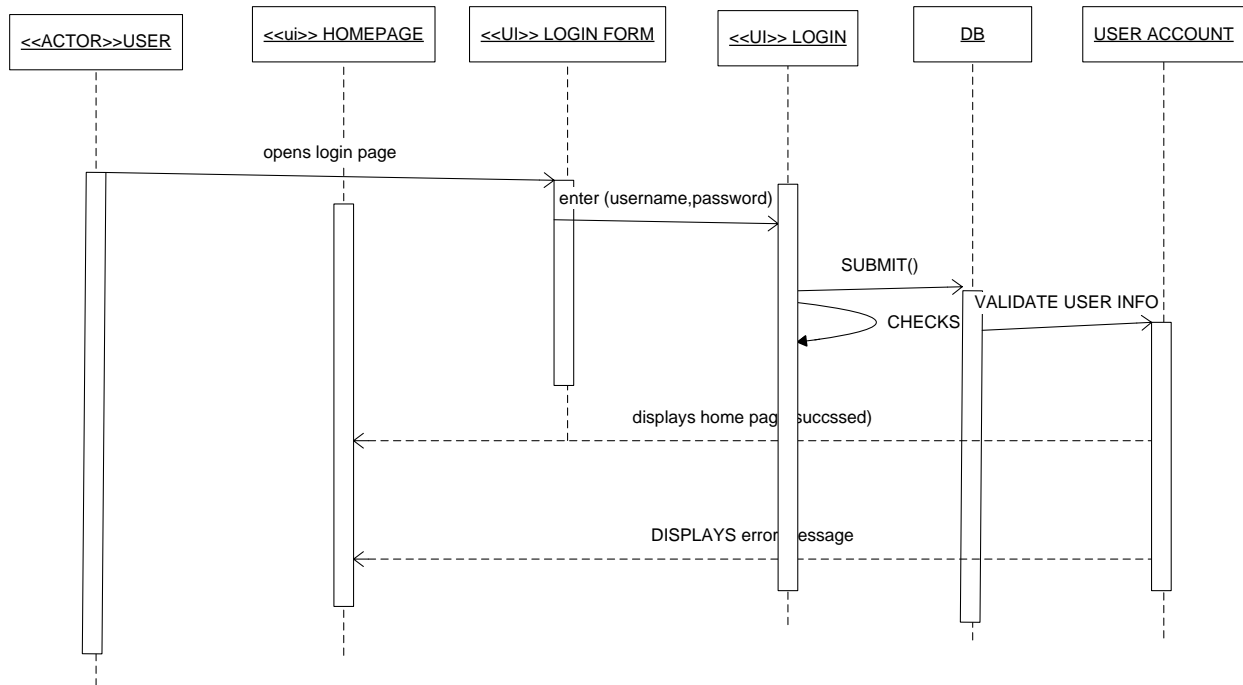 <<ACTOR>>USER
<<ui>> HOMEPAGE
<<UI>> LOGIN FORM
<<UI>> LOGIN
DB
USER ACCOUNT
opens login page
enter (username,password)
SUBMIT()
VALIDATE USER INFO
CHECKS
displays home pag succssed)
DISPLAYS error essage